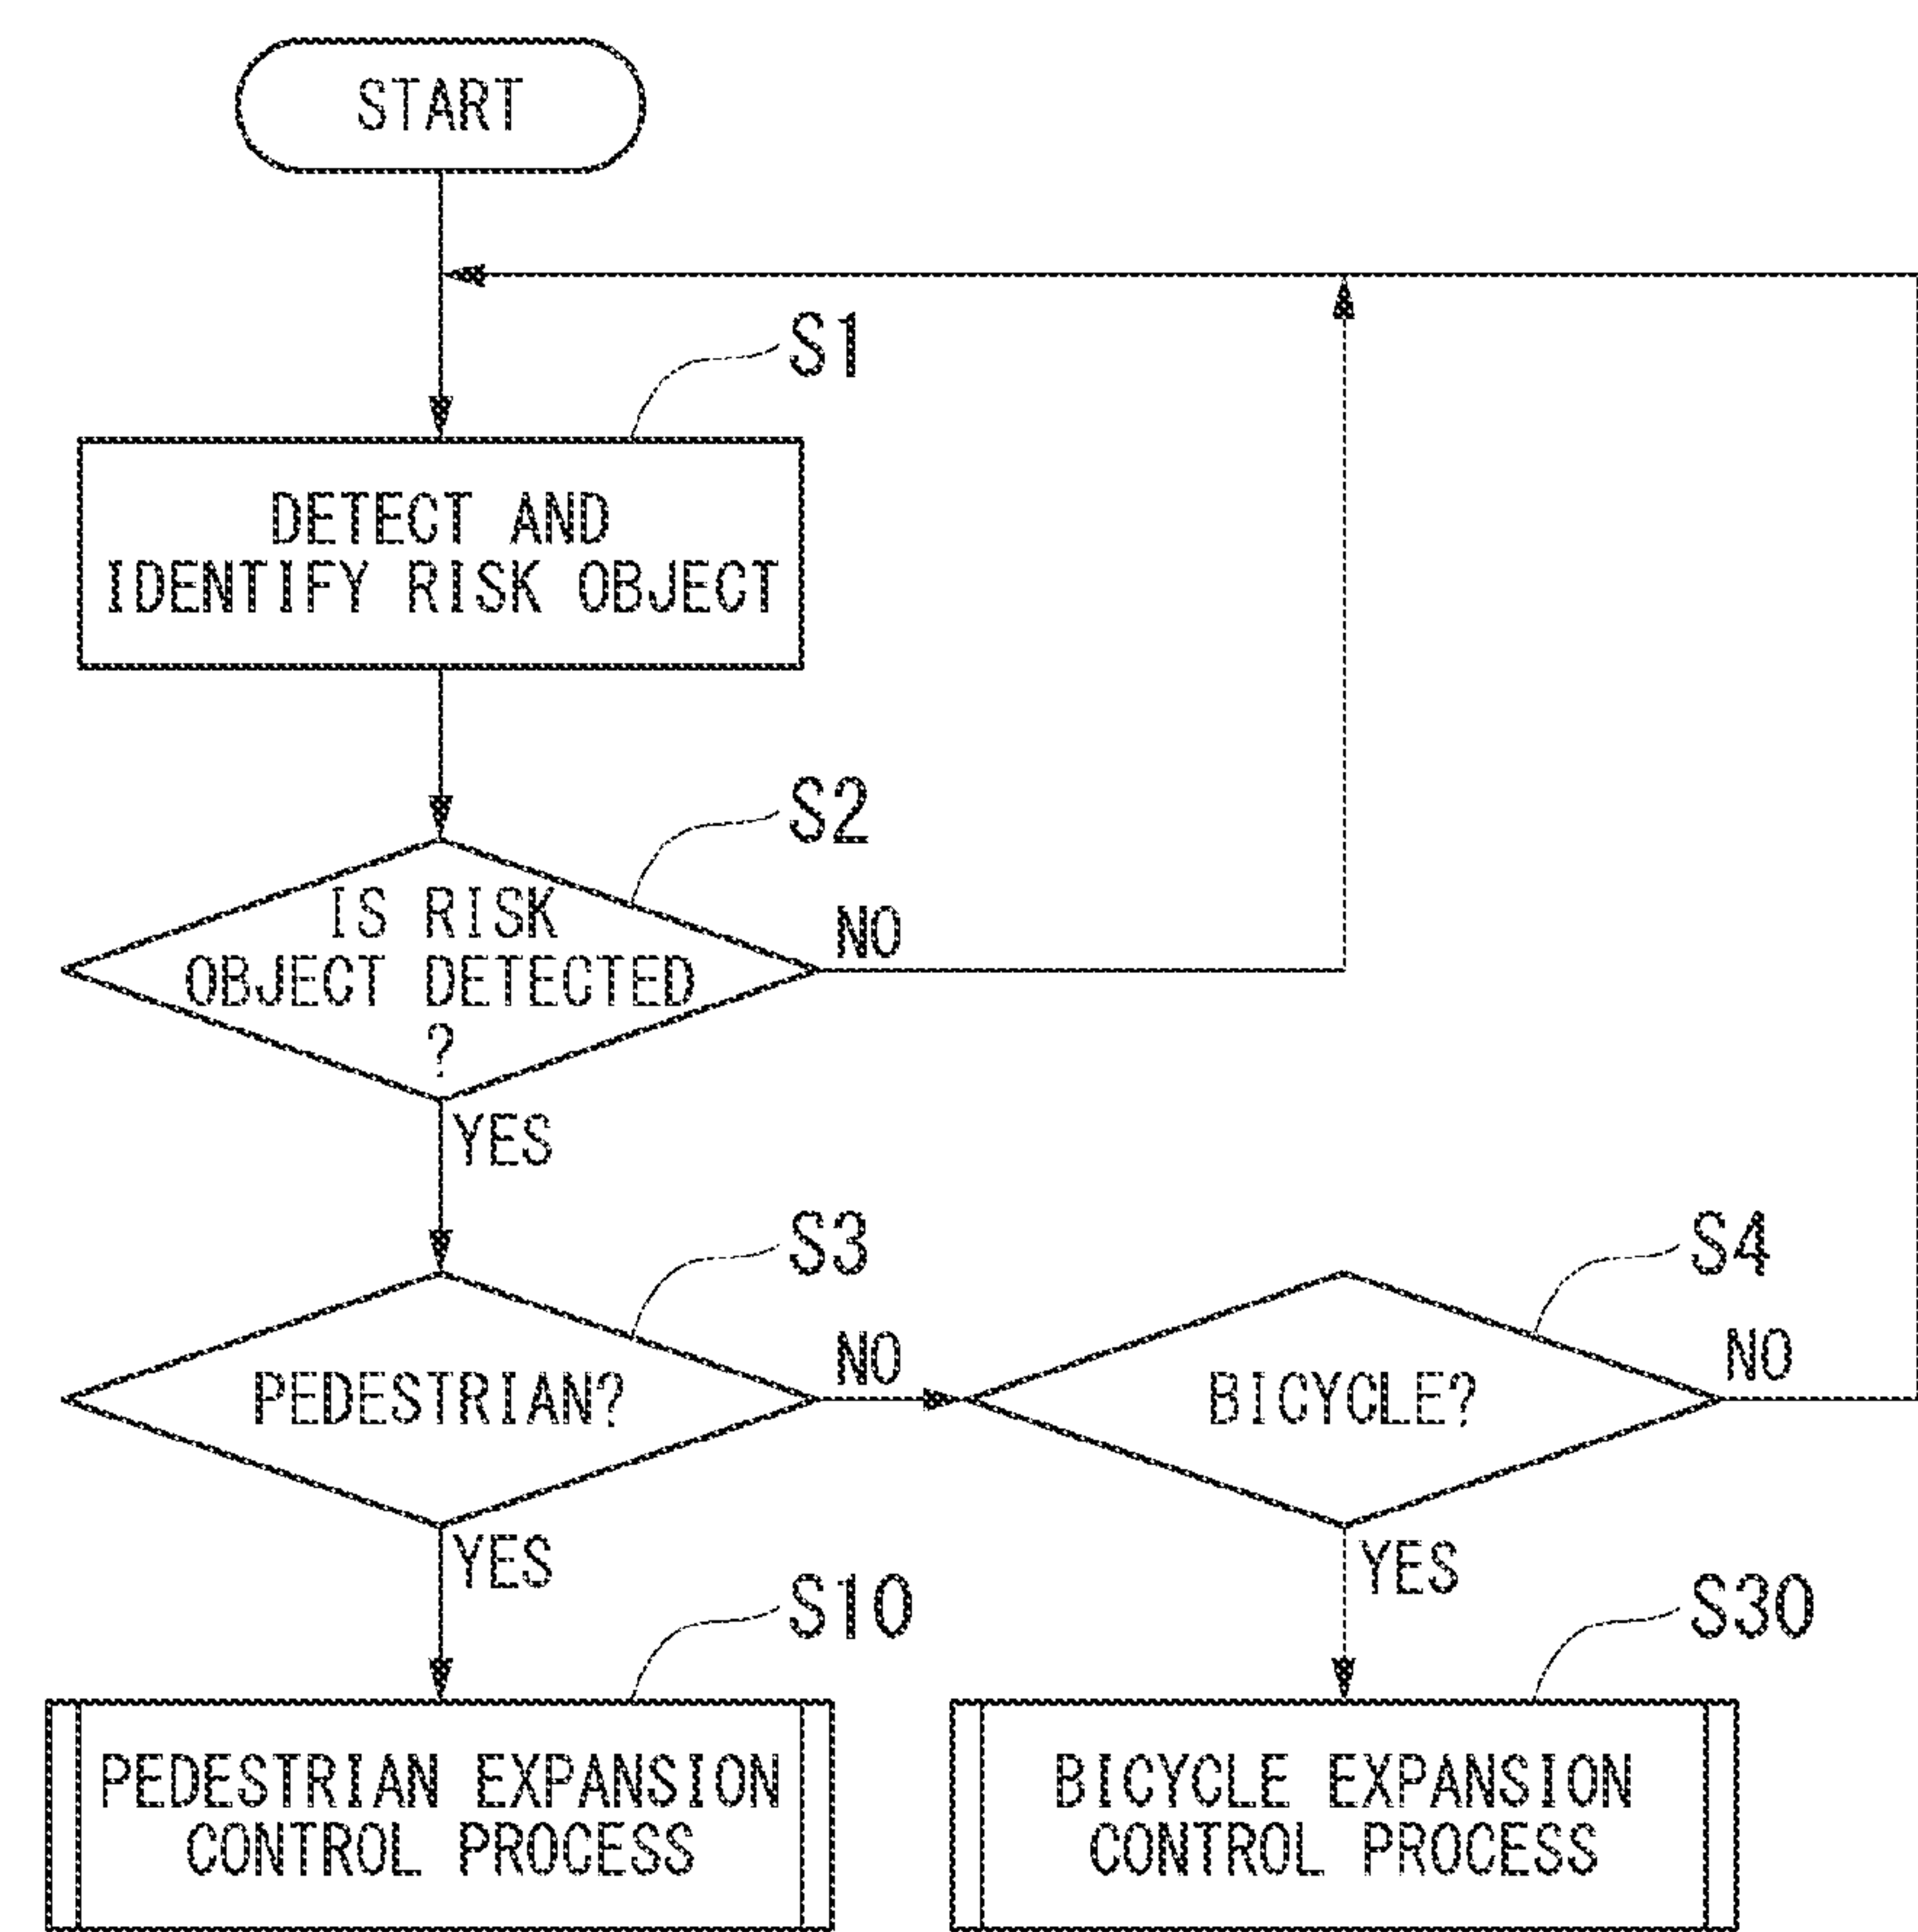 START
S1
DETECT AND
IDENTIFY RISK OBJECT
S2
IS RISK
OBJECT DETECTED
?
NO
YES
S3
PEDESTRIAN?
NO
S4
BICYCLE?
NO
YES
YES
S10
PEDESTRIAN EXPANSION
CONTROL PROCESS
S30
BICYCLE EXPANSION
CONTROL PROCESS